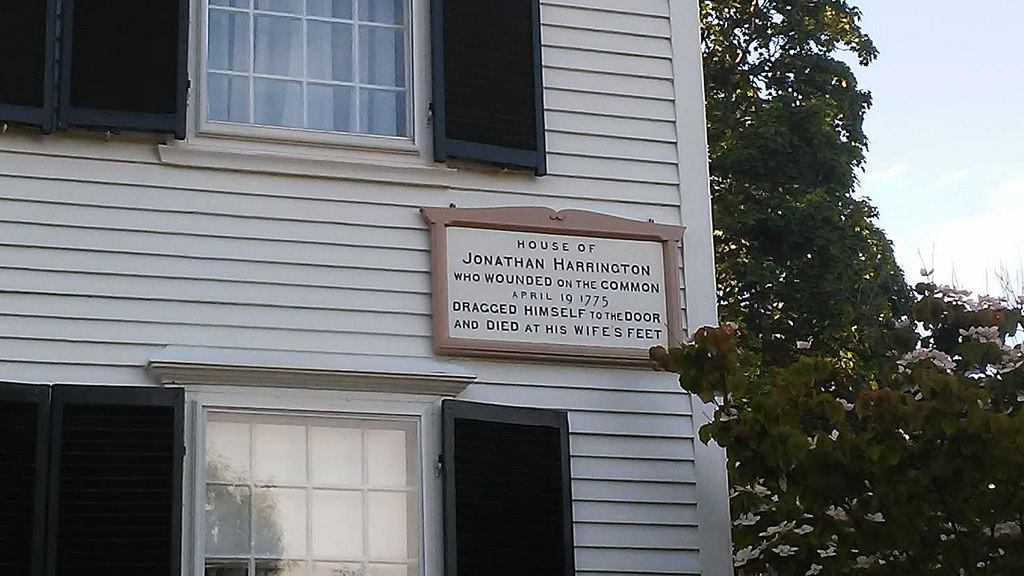 HOUSE OF
JONATHAN HARRINGTON
WHO WOUNDED ON THE COMMON
APRIL 19 1775
DRAGGED HIMSELF TO THE DOOR
AND DIED AT HIS WIFE'S FEET